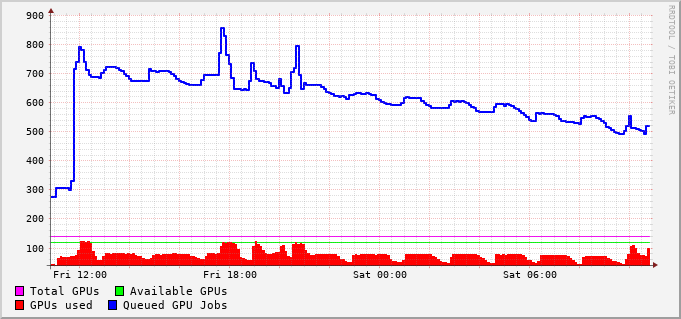 900
800
700
600
500
400
300
200
100
Fri 12:00 Fri 18:00 Sat 00:00 Sat 06:00
Total GPUs Available GPUs
GPUs used Queued GPU Jobs
RRDTOOL / TOBI OETIKER